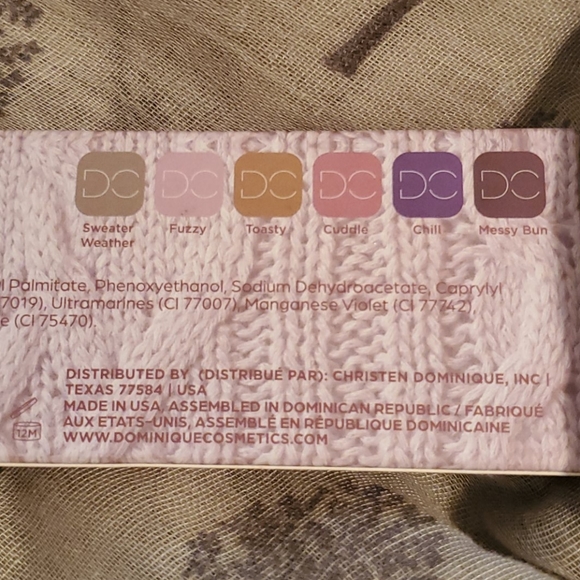 DC DC DC DC DC DC
Sweater Weather Fuzzy Toasty Cuddle Chill Messy Bun
l Palmitate, Phenoxyethanol, Sodium Dehydroacetate, Caprylyl
77019), Ultramarines (CI 77007), Manganese Violet (CI 77742),
e (CI 75470).
DISTRIBUTED BY (DISTRIBUÉ PAR): CHRISTEN DOMINIQUE, INC |
TEXAS 77584 | USA
MADE IN USA, ASSEMBLED IN DOMINICAN REPUBLIC / FABRIQUÉ
AUX ETATS-UNIS, ASSEMBLÉ EN RÉPUBLIQUE DOMINICAINE
12M
WWW.DOMINIQUECOSMETICS.COM